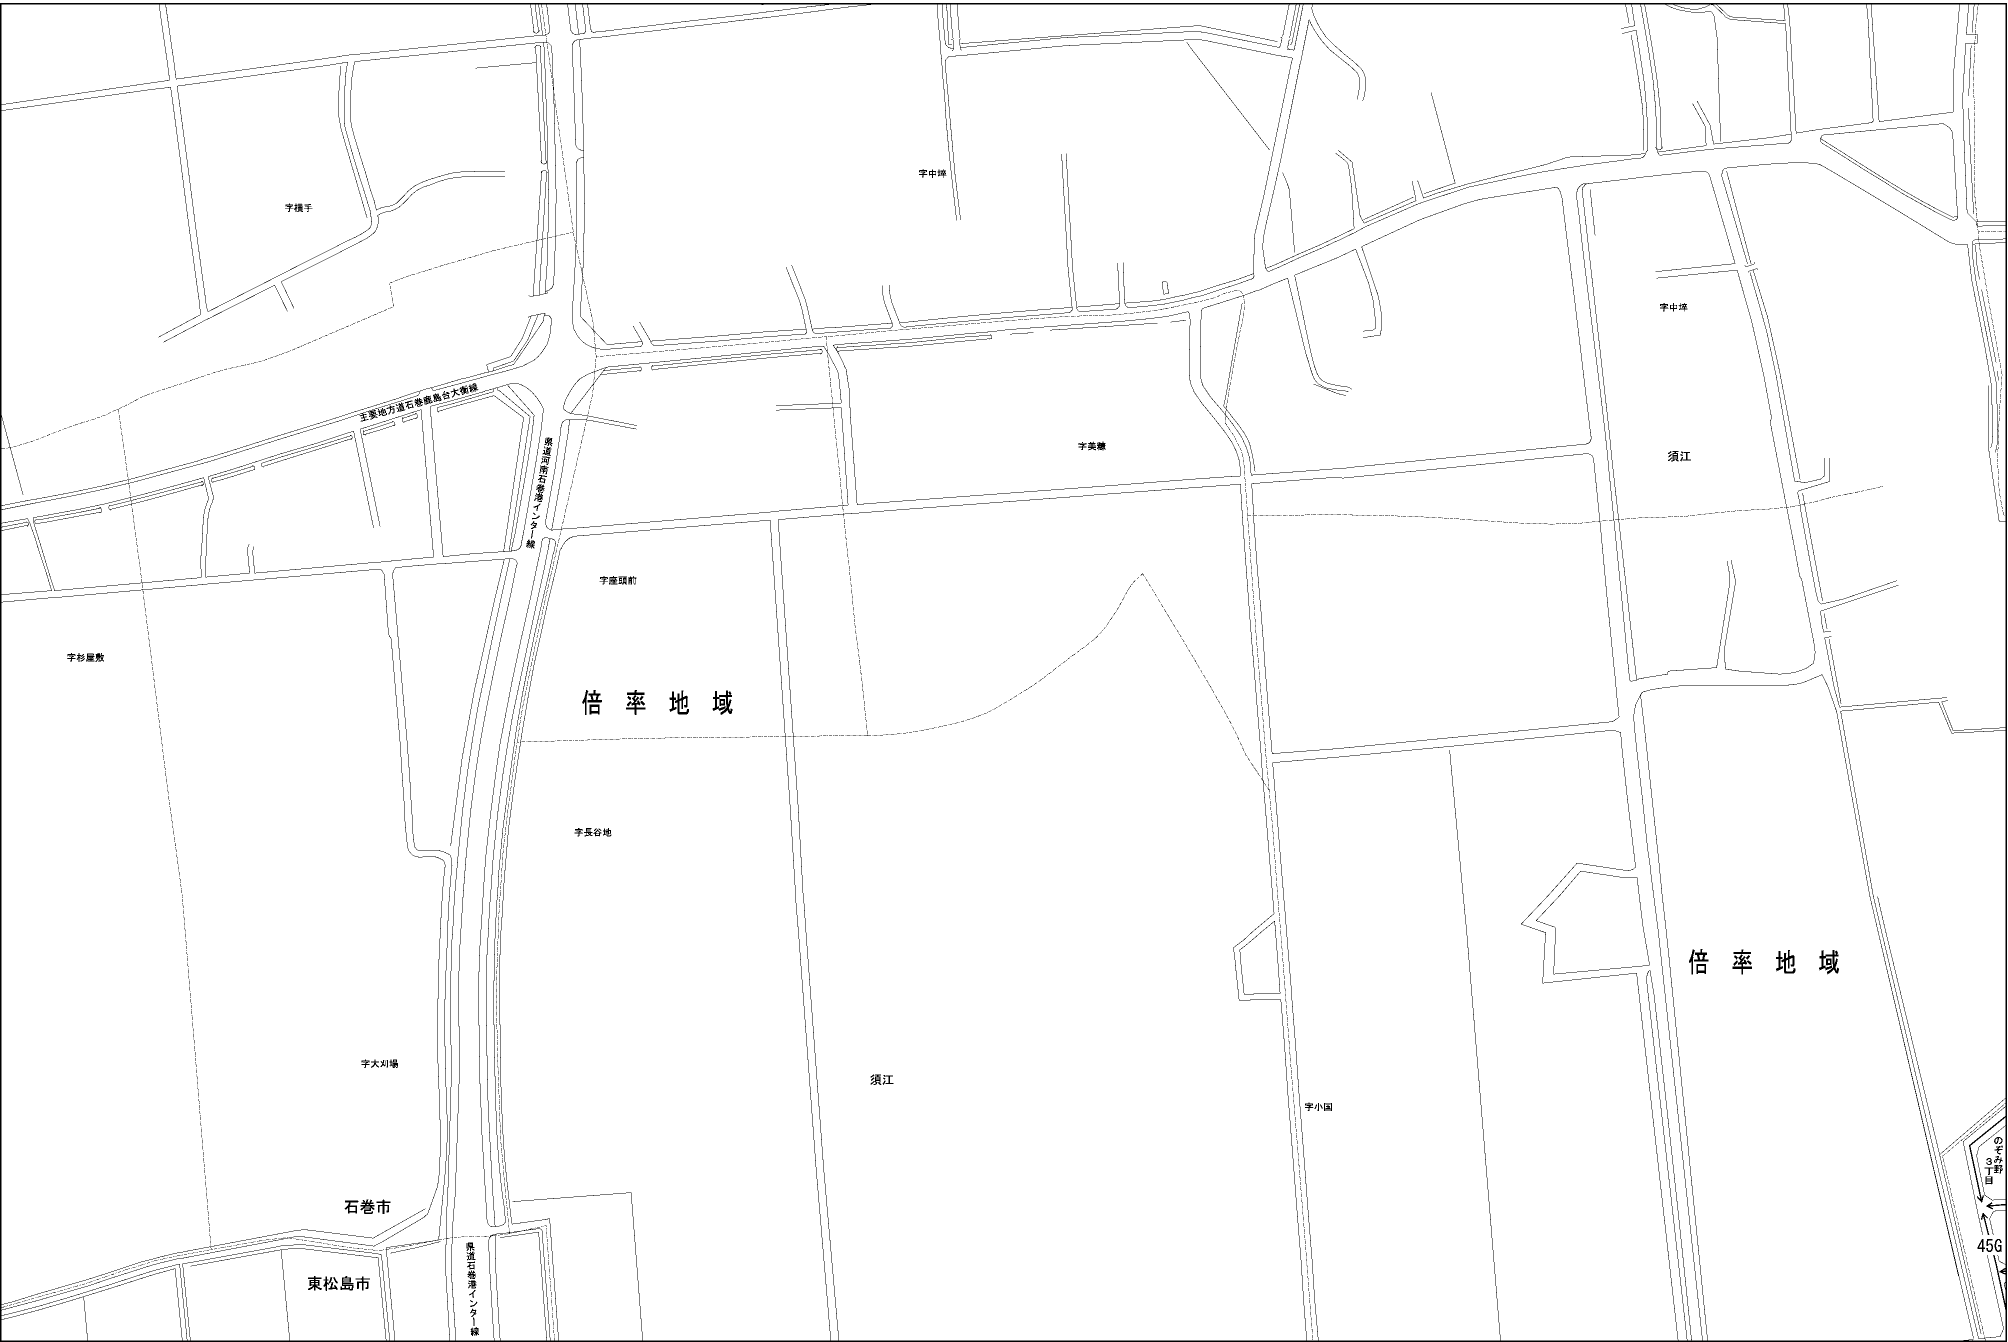 字中埣
字横手
字中埣
主要地方道石巻鹿島台大衡線
県道河南石巻港インター線
字美穂
須江
字産頭前
字杉屋敷
倍率地域
字長谷地
倍率地域
字大刈場
須江
字小国
のぞみ野
3丁目
石巻市
45G
県道石巻港インター線
東松島市